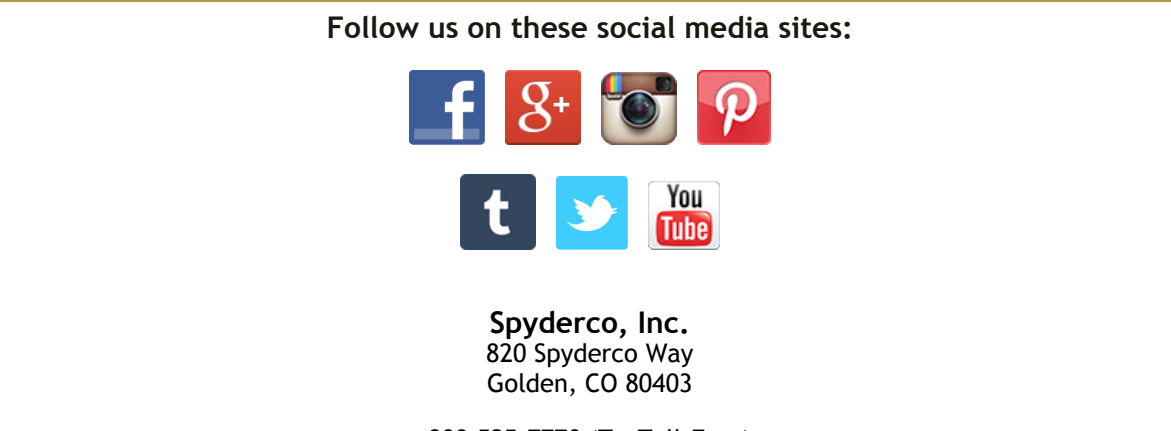 Follow us on these social media sites:
f g+ p
t You
Tube
Spyderco, Inc.
820 Spyderco Way
Golden, CO 80403